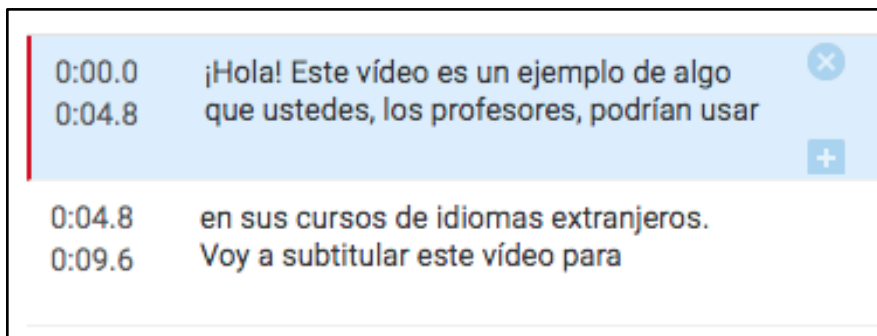 0:00.0 ¡Hola! Este vídeo es un ejemplo de algo
0:04.8 que ustedes, los profesores, podrían usar
0:04.8 en sus cursos de idiomas extranjeros.
0:09.6 Voy a subtitular este vídeo para